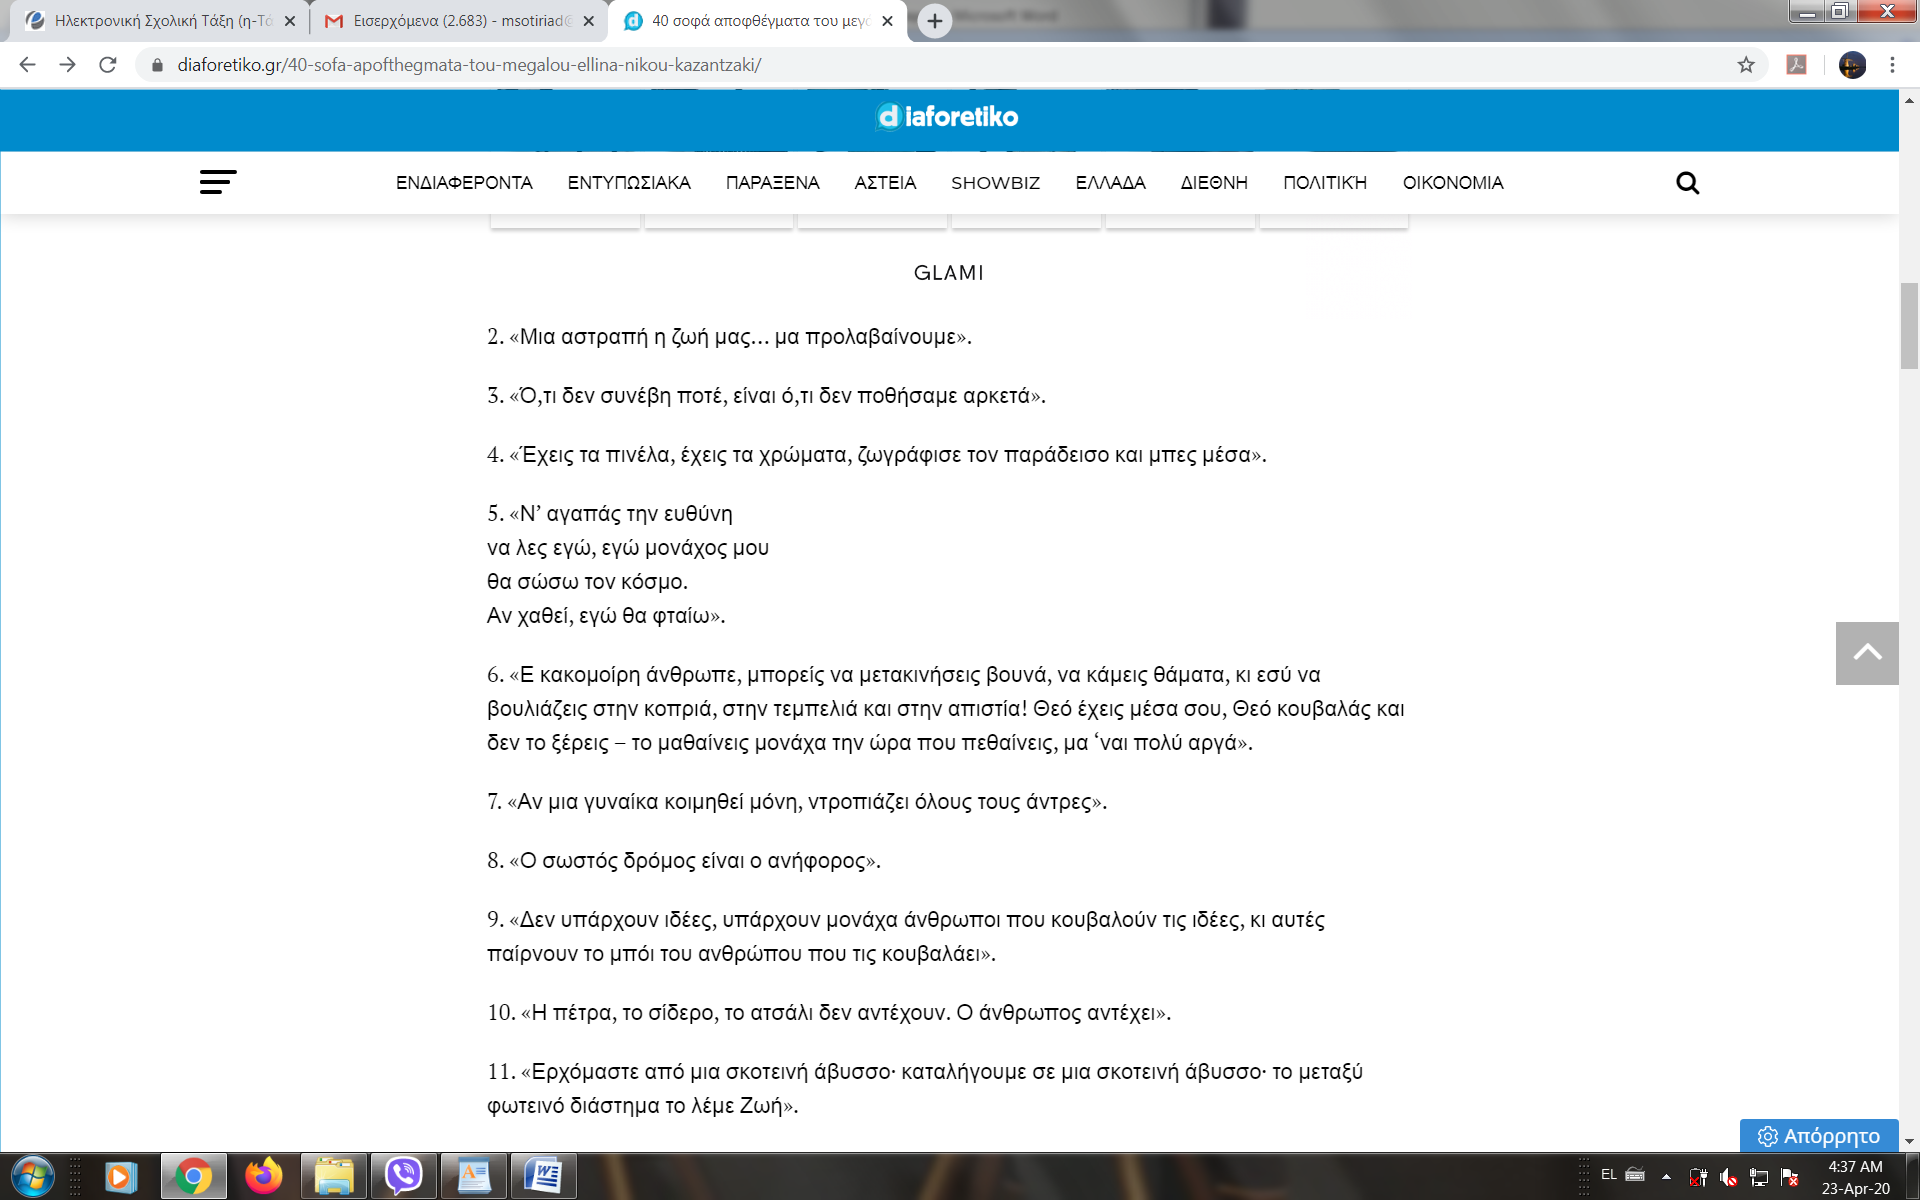 Ηλεκτρονική Σχολική Τάξη (η-Τά
Εισερχόμενα (2.683) - msotiriad@
40 σοφά αποφθέγματα του μεγά
Microsoft Word
diaforetiko.gr/40-sofa-apofthegmata-tou-megalou-ellina-nikou-kazantzaki/
diaforetiko
ΕΝΔΙΑΦΕΡΟΝΤΑ ΕΝΤΥΠΩΣΙΑΚΑ ΠΑΡΑΞΕΝΑ ΑΣΤΕΙΑ SHOWBIZ ΕΛΛΑΔΑ ΔΙΕΘΝΗ ΠΟΛΙΤΙΚΉ ΟΙΚΟΝΟΜΙΑ
GLAMI
2. «Μια αστραπή η ζωή μας… μα προλαβαίνουμε».
3. «Ό,τι δεν συνέβη ποτέ, είναι ό,τι δεν ποθήσαμε αρκετά».
4. «Έχεις τα πινέλα, έχεις τα χρώματα, ζωγράφισε τον παράδεισο και μπες μέσα».
5. «Ν’ αγαπάς την ευθύνη
να λες εγώ, εγώ μονάχος μου
θα σώσω τον κόσμο.
Αν χαθεί, εγώ θα φταίω».
6. «Ε κακομοίρη άνθρωπε, μπορείς να μετακινήσεις βουνά, να κάμεις θάματα, κι εσύ να
βουλιάζεις στην κοπριά, στην τεμπελιά και στην απιστία! Θεό έχεις μέσα σου, Θεό κουβαλάς και
δεν το ξέρεις – το μαθαίνεις μονάχα την ώρα που πεθαίνεις, μα ‘ναι πολύ αργά».
7. «Αν μια γυναίκα κοιμηθεί μόνη, ντροπιάζει όλους τους άντρες».
8. «Ο σωστός δρόμος είναι ο ανήφορος».
9. «Δεν υπάρχουν ιδέες, υπάρχουν μονάχα άνθρωποι που κουβαλούν τις ιδέες, κι αυτές
παίρνουν το μπόι του ανθρώπου που τις κουβαλάει».
10. «Η πέτρα, το σίδερο, το ατσάλι δεν αντέχουν. Ο άνθρωπος αντέχει».
11. «Ερχόμαστε από μια σκοτεινή άβυσσο· καταλήγουμε σε μια σκοτεινή άβυσσο· το μεταξύ
φωτεινό διάστημα το λέμε Ζωή».
Απόρρητο
EL
4:37 AM
23-Apr-20